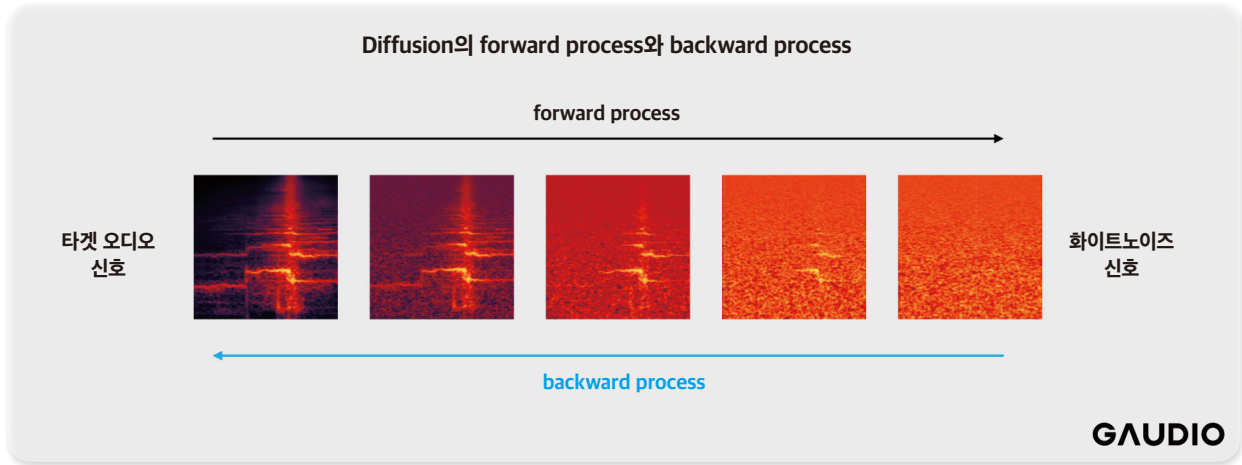 Diffusion의 forward process와 backward process
forward process
타겟 오디오
신호
화이트노이즈
신호
backward process
GAUDIO